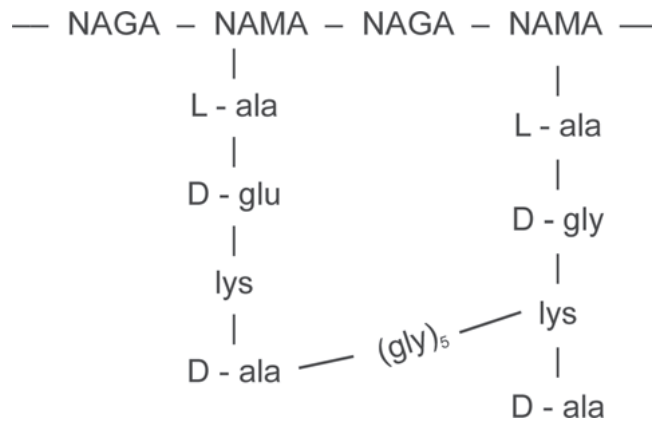 — NAGA – NAMA – NAGA – NAMA —
L - ala
L - ala
D - glu
D - gly
lys
lys
(gly)₅
D - ala
D - ala